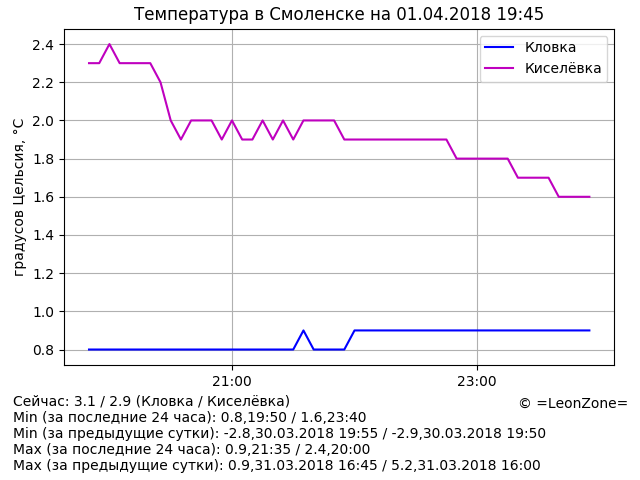 Температура в Смоленске на 01.04.2018 19:45
Кловка
Киселёвка
градусов Цельсия, °C
2.4
2.2
2.0
1.8
1.6
1.4
1.2
1.0
0.8
21:00 23:00
Сейчас: 3.1 / 2.9 (Кловка / Киселёвка)
© =LeonZone=
Min (за последние 24 часа): 0.8,19:50 / 1.6,23:40
Min (за предыдущие сутки): -2.8,30.03.2018 19:55 / -2.9,30.03.2018 19:50
Max (за последние 24 часа): 0.9,21:35 / 2.4,20:00
Max (за предыдущие сутки): 0.9,31.03.2018 16:45 / 5.2,31.03.2018 16:00